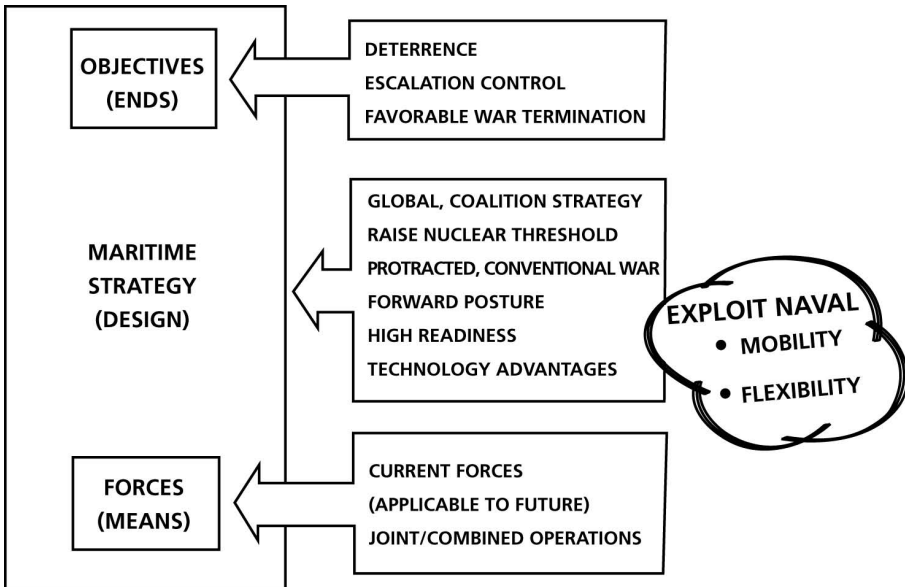 OBJECTIVES
(ENDS)
DETERRENCE
ESCALATION CONTROL
FAVORABLE WAR TERMINATION
MARITIME
STRATEGY
(DESIGN)
GLOBAL, COALITION STRATEGY
RAISE NUCLEAR THRESHOLD
PROTRACTED, CONVENTIONAL WAR
FORWARD POSTURE
HIGH READINESS
TECHNOLOGY ADVANTAGES
EXPLOIT NAVAL
• MOBILITY
• FLEXIBILITY
FORCES
(MEANS)
CURRENT FORCES
(APPLICABLE TO FUTURE)
JOINT/COMBINED OPERATIONS